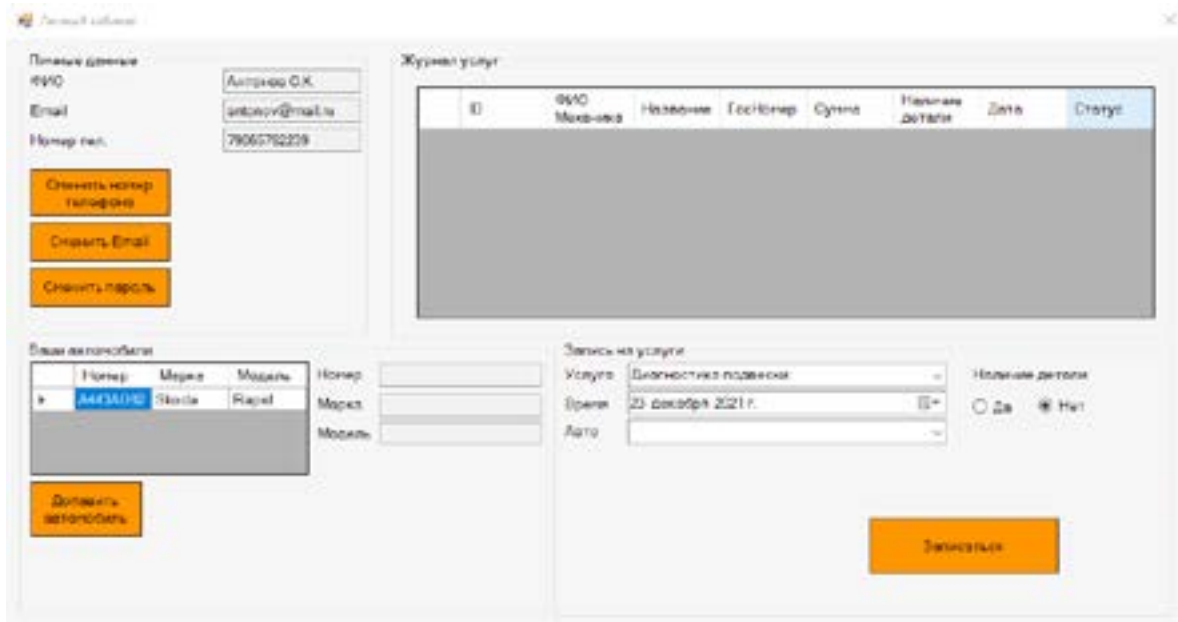 Личный кабинет
Личные данные
ФИО
Антонов О.К.
Email
antonov@mail.ru
Номер тел.
79065762239
Сменить номер
телефона
Сменить Email
Сменить пароль
Журнал услуг
ID
ФИО
Механика
Название
ГосНомер
Сумма
Наличие
детали
Дата
Статус
Ваши автомобили
Номер Марка Модель
Skoda Rapid
Добавить
автомобиль
Номер
Марка
Модель
Запись на услуги
Услуга Диагностика подвески
Время 23 декабря 2021 г.
Авто
Наличие детали
Да Нет
Записаться